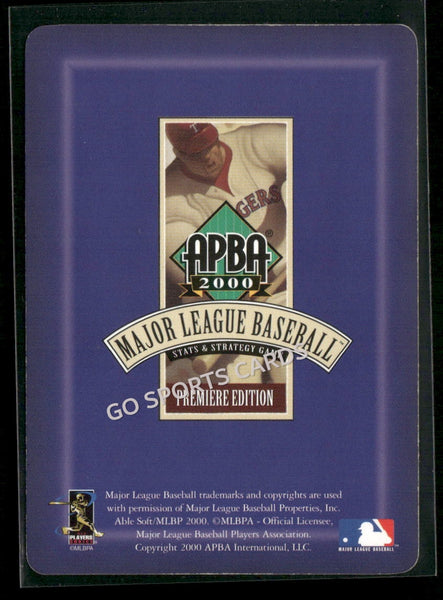 T
GERS
APBA®
2000
MAJOR LEAGUE BASEBALL™
STATS & STRATEGY GAME
GO SPORTS CARDS
PREMIERE EDITION
Major League Baseball trademarks and copyrights are used
with permission of Major League Baseball Properties, Inc.
Able Soft/MLBP 2000. ©MLBPA - Official Licensee,
Major League Baseball Players Association.
Copyright 2000 APBA International, LLC.
PLAYERS
©MLBPA
MAJOR LEAGUE BASEBALL